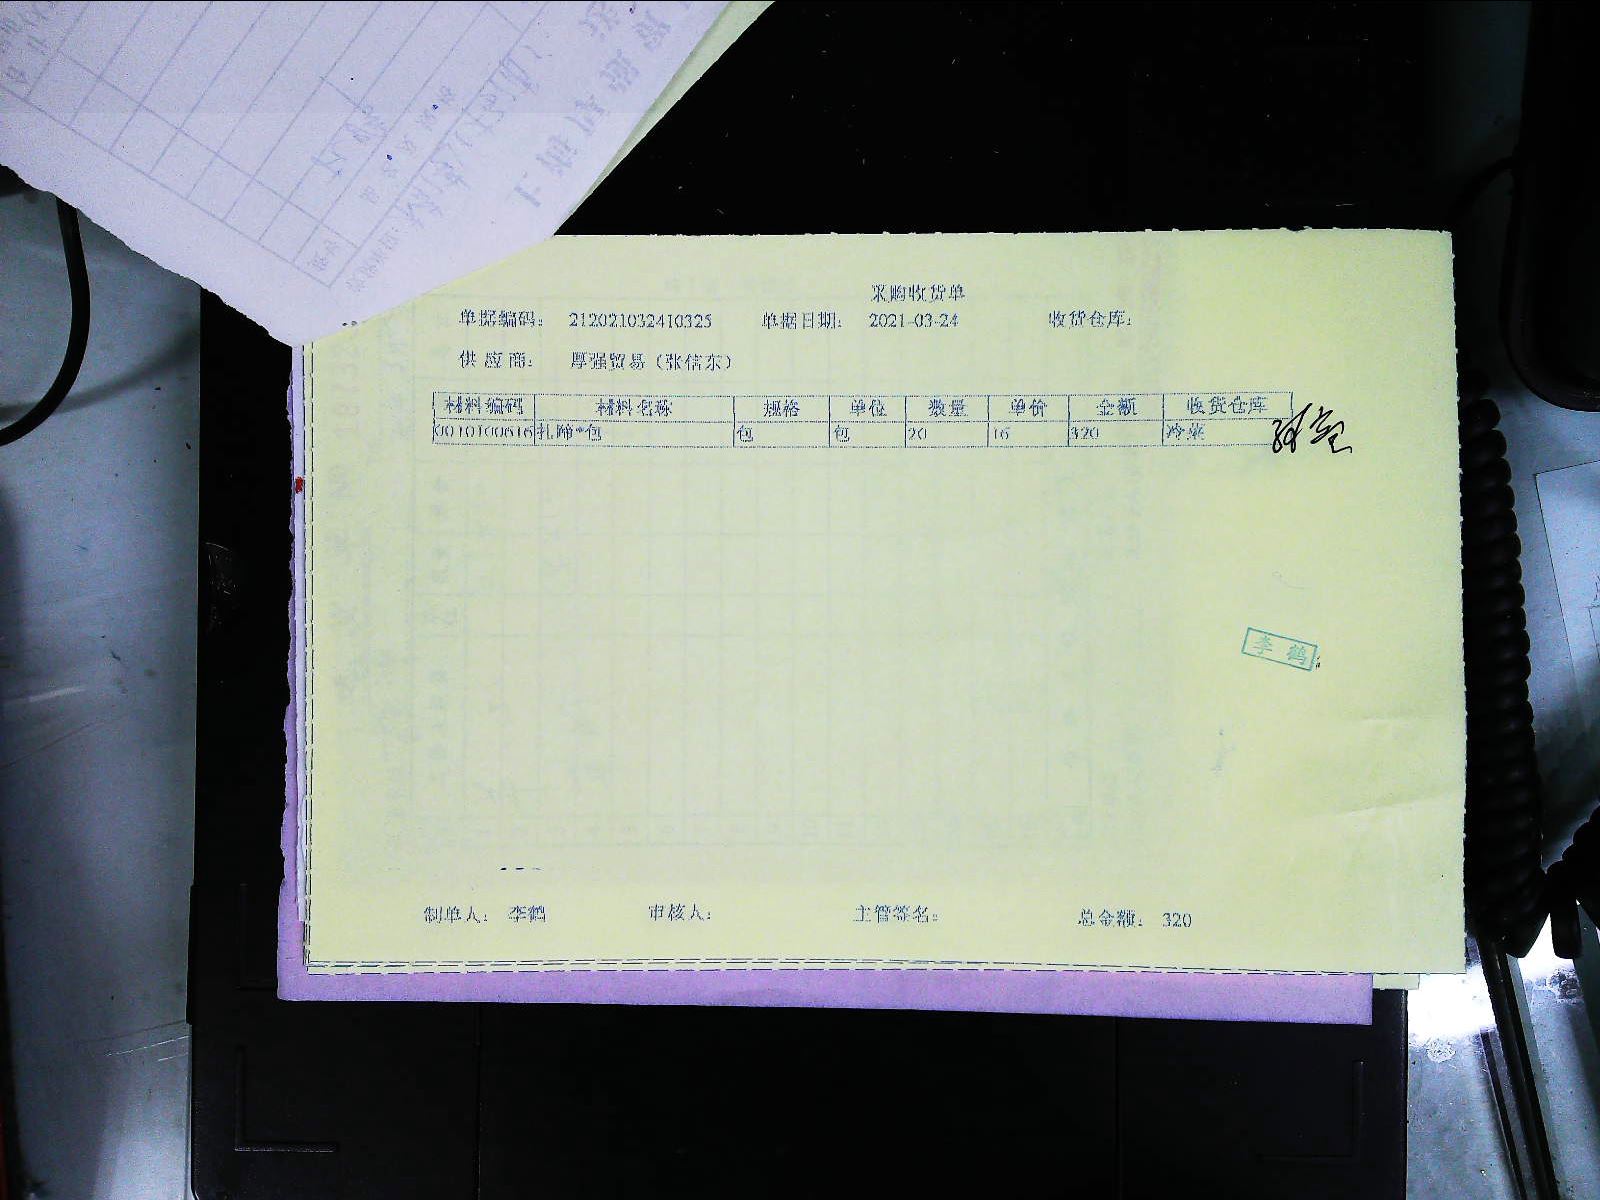 采购收货单
单据编码： 212021032410325 单据日期： 2021-03-24 收货仓库：
供应商： 厚强贸易（张信东）
材料编码 材料名称 规格 单位 数量 单价 金额 收货仓库
0010100616 扎蹄*包 包 包 20 16 320 冷菜
李鹤
制单人： 李鹤 审核人： 主管签名： 总金额： 320